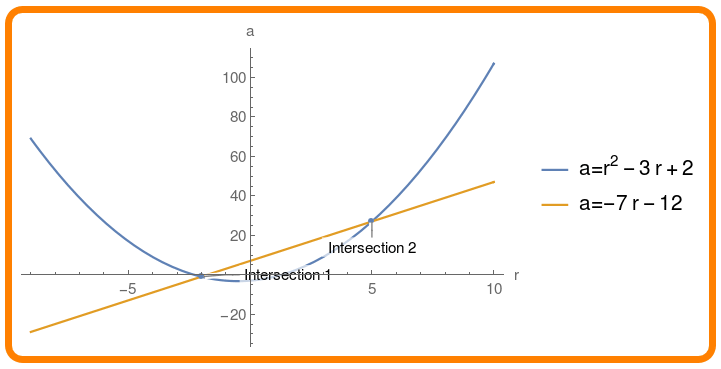 a
100
80
60
40
20
−20
−5
5
10
r
Intersection 1
Intersection 2
a=r² − 3 r + 2
a=−7 r − 12